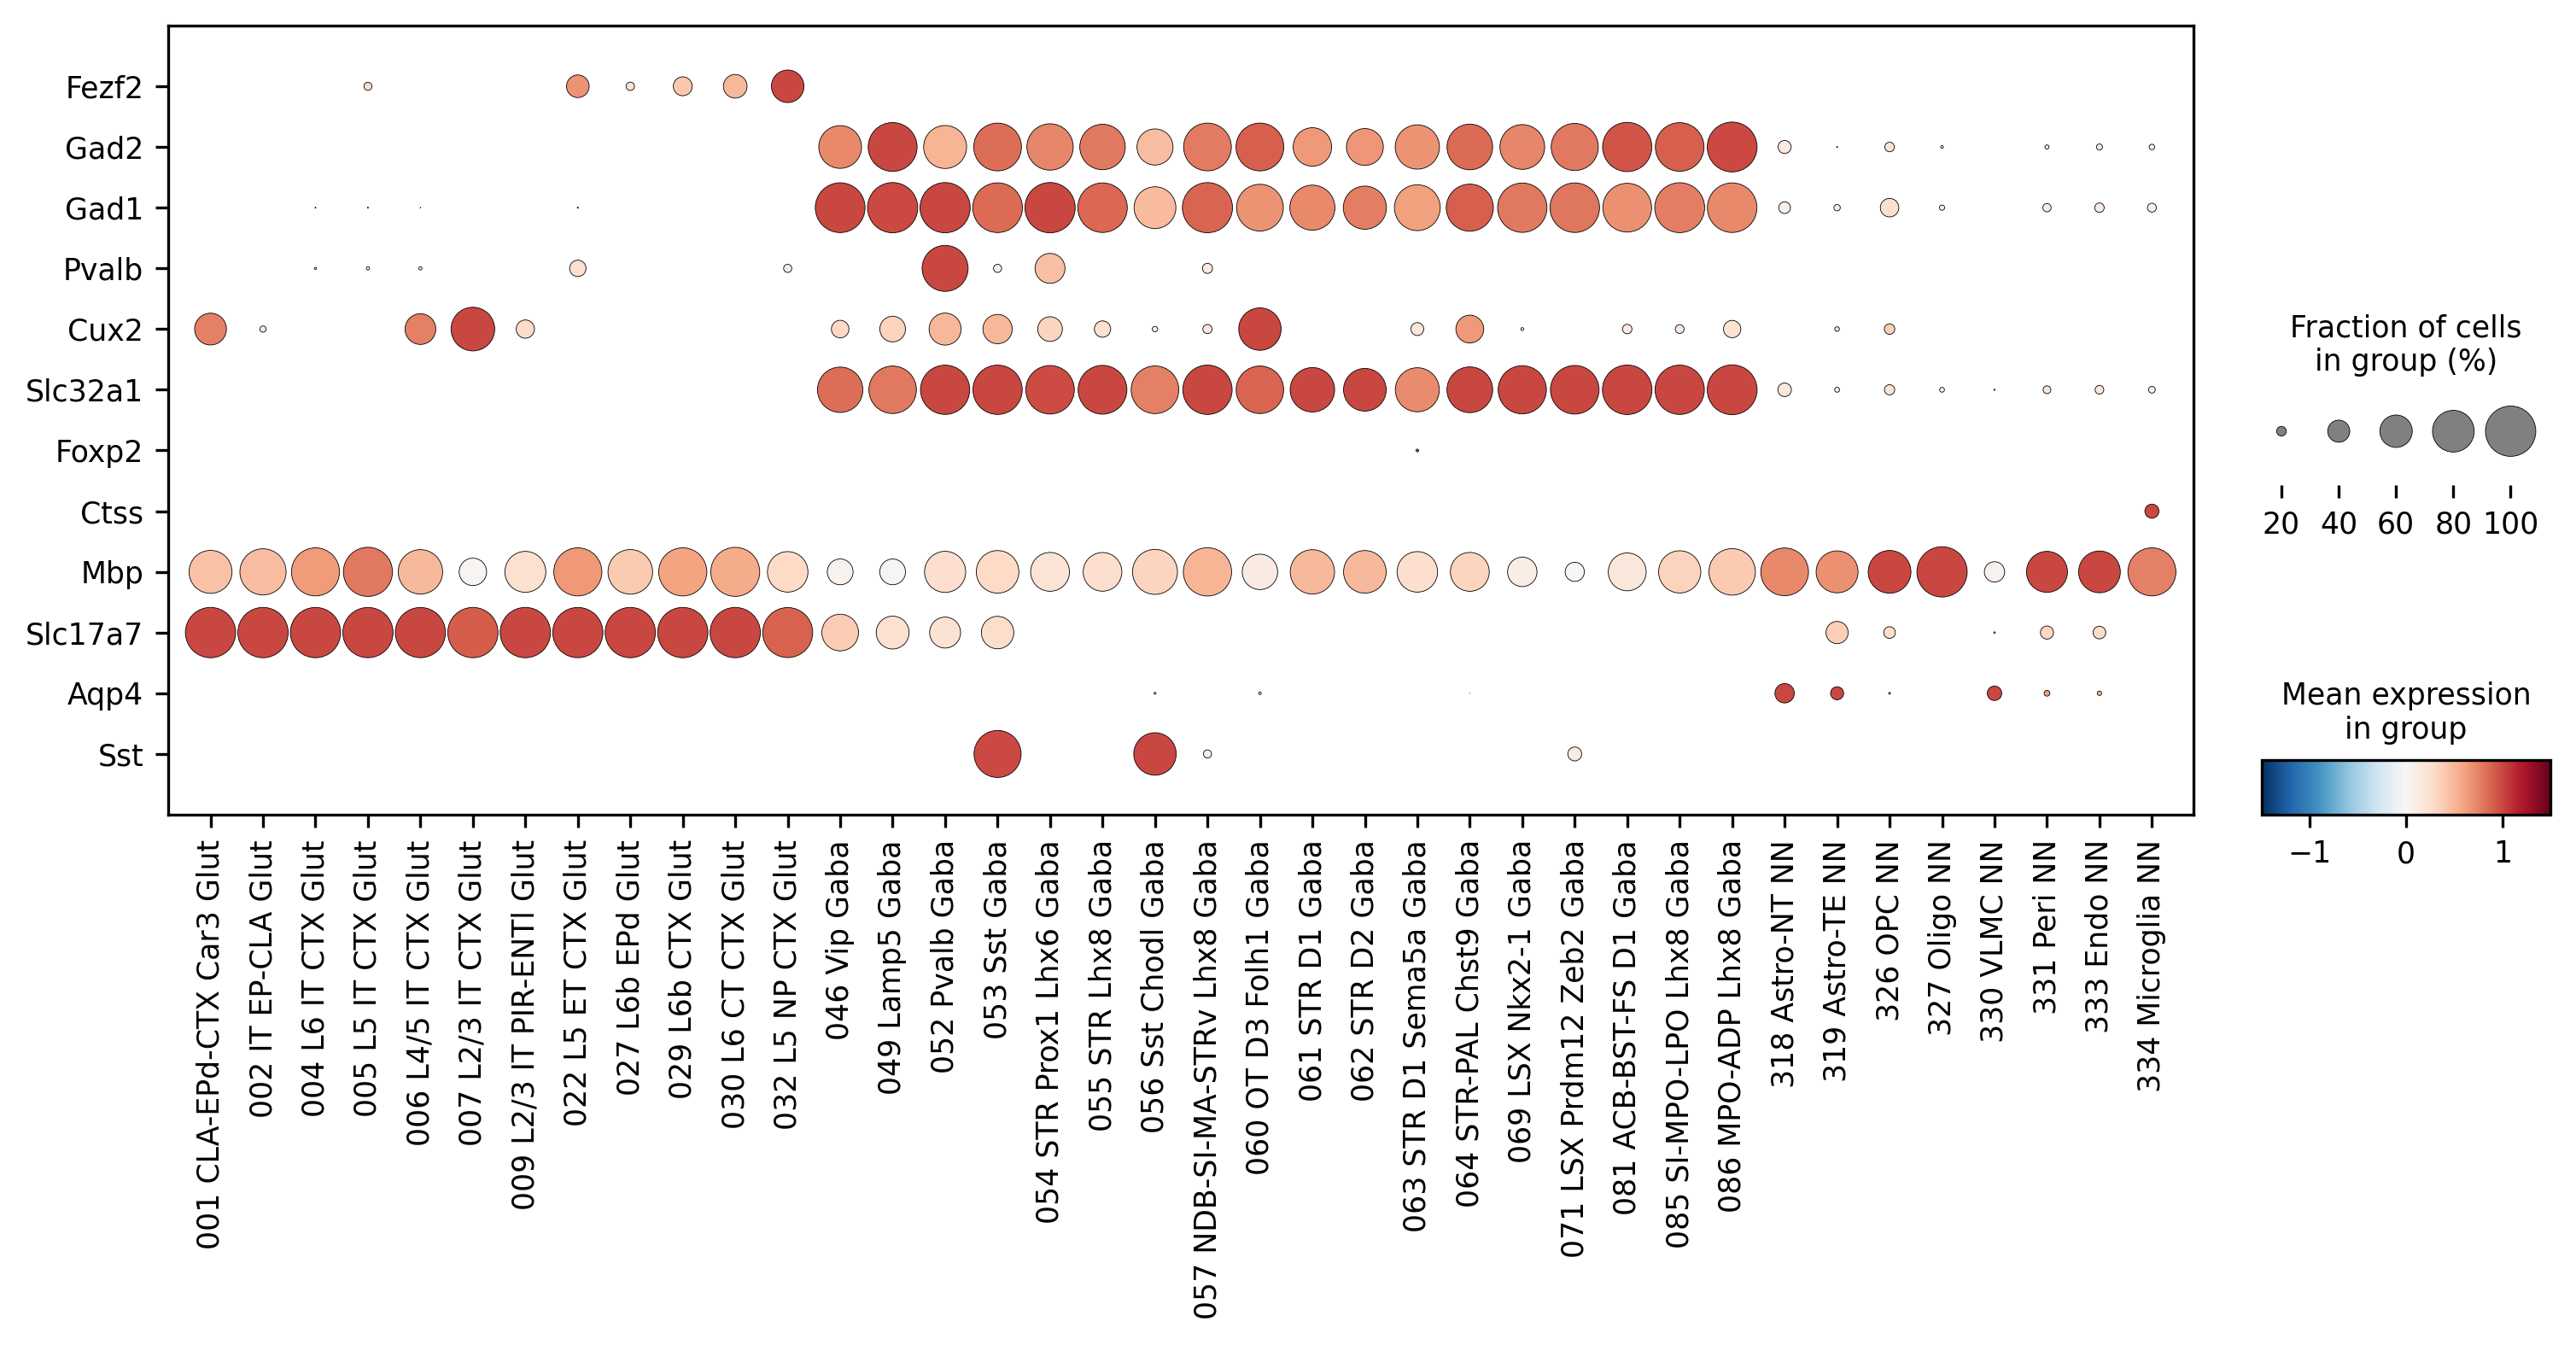 Fezf2
Gad2
Gad1
Pvalb
Cux2
Slc32a1
Foxp2
Ctss
Mbp
Slc17a7
Aqp4
Sst
001 CLA-EPd-CTX Car3 Glut
002 IT EP-CLA Glut
004 L6 IT CTX Glut
005 L5 IT CTX Glut
006 L4/5 IT CTX Glut
007 L2/3 IT CTX Glut
009 L2/3 IT PIR-ENTl Glut
022 L5 ET CTX Glut
027 L6b EPd Glut
029 L6b CTX Glut
030 L6 CT CTX Glut
032 L5 NP CTX Glut
046 Vip Gaba
049 Lamp5 Gaba
052 Pvalb Gaba
053 Sst Gaba
054 STR Prox1 Lhx6 Gaba
055 STR Lhx8 Gaba
056 Sst Chodl Gaba
057 NDB-SI-MA-STRv Lhx8 Gaba
060 OT D3 Folh1 Gaba
061 STR D1 Gaba
062 STR D2 Gaba
063 STR D1 Sema5a Gaba
064 STR-PAL Chst9 Gaba
069 LSX Nkx2-1 Gaba
071 LSX Prdm12 Zeb2 Gaba
081 ACB-BST-FS D1 Gaba
085 SI-MPO-LPO Lhx8 Gaba
086 MPO-ADP Lhx8 Gaba
318 Astro-NT NN
319 Astro-TE NN
326 OPC NN
327 Oligo NN
330 VLMC NN
331 Peri NN
333 Endo NN
334 Microglia NN
Fraction of cells
in group (%)
20 40 60 80 100
Mean expression
in group
−1 0 1